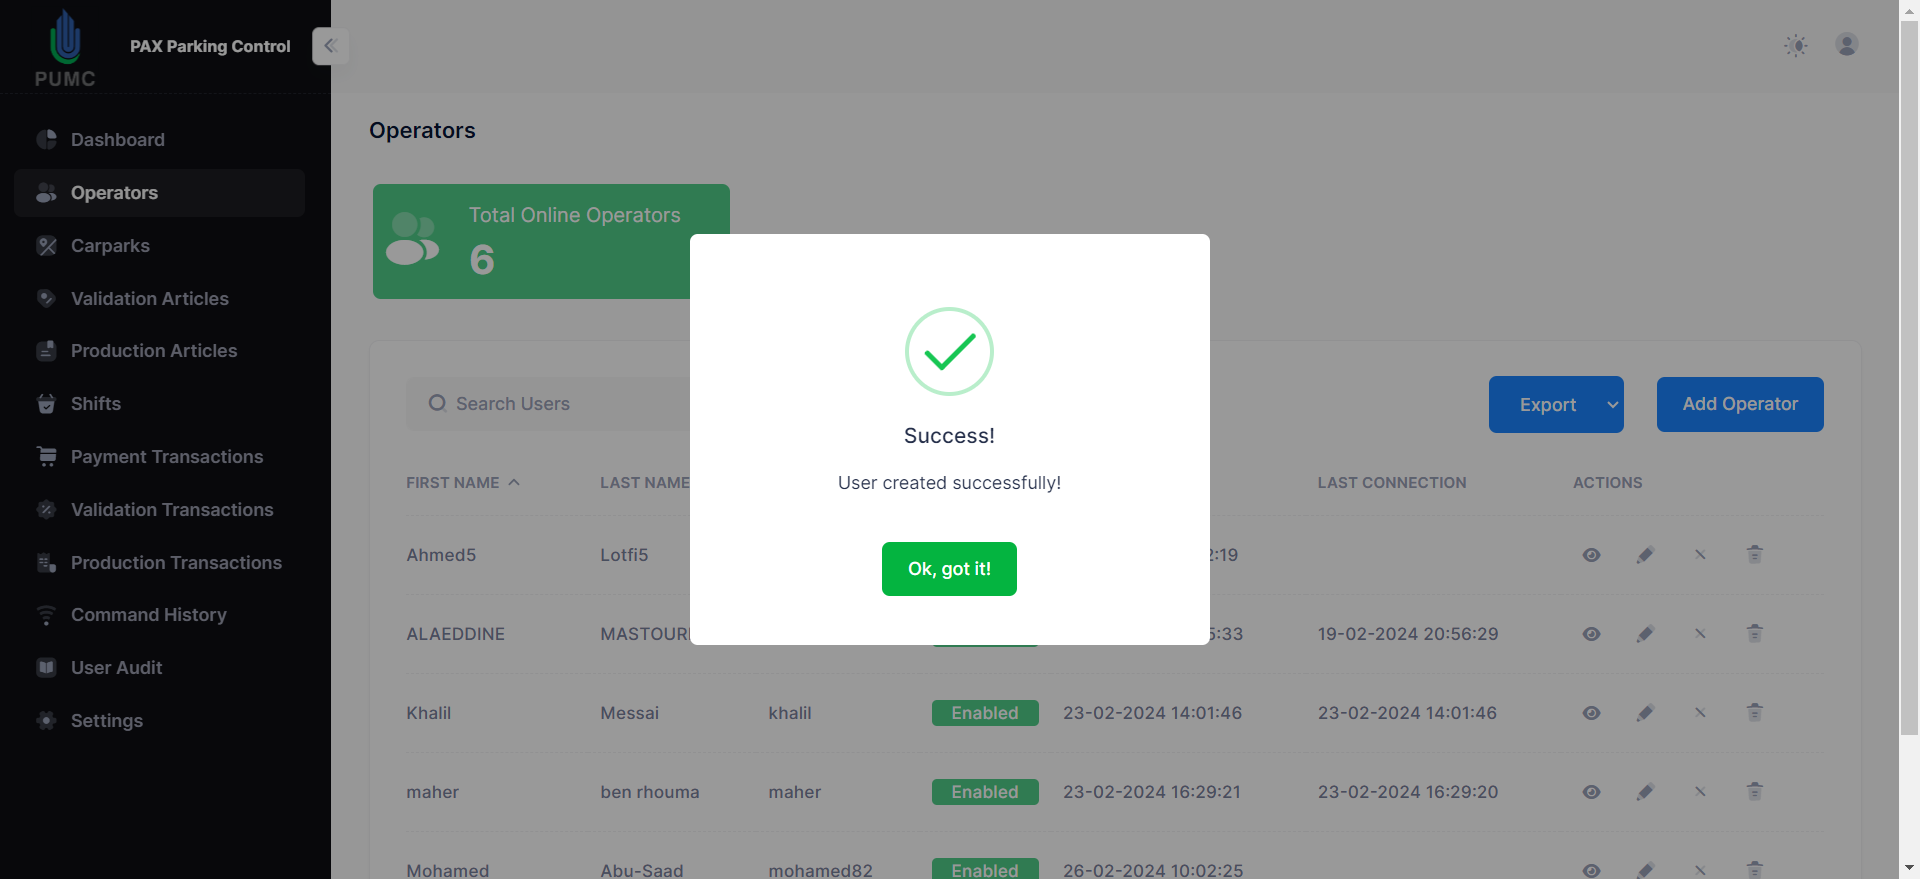 PUMC
PAX Parking Control
Dashboard
Operators
Carparks
Validation Articles
Production Articles
Shifts
Payment Transactions
Validation Transactions
Production Transactions
Command History
User Audit
Settings
Operators
Total Online Operators
6
Search Users
Export
Add Operator
FIRST NAME LAST NAME LAST CONNECTION ACTIONS
Ahmed5 Lotfi5 2:19
ALAEDDINE MASTOUR 5:33 19-02-2024 20:56:29
Khalil Messai khalil Enabled 23-02-2024 14:01:46 23-02-2024 14:01:46
maher ben rhouma maher Enabled 23-02-2024 16:29:21 23-02-2024 16:29:20
Mohamed Abu-Saad mohamed82 Enabled 26-02-2024 10:02:25
Success!
User created successfully!
Ok, got it!